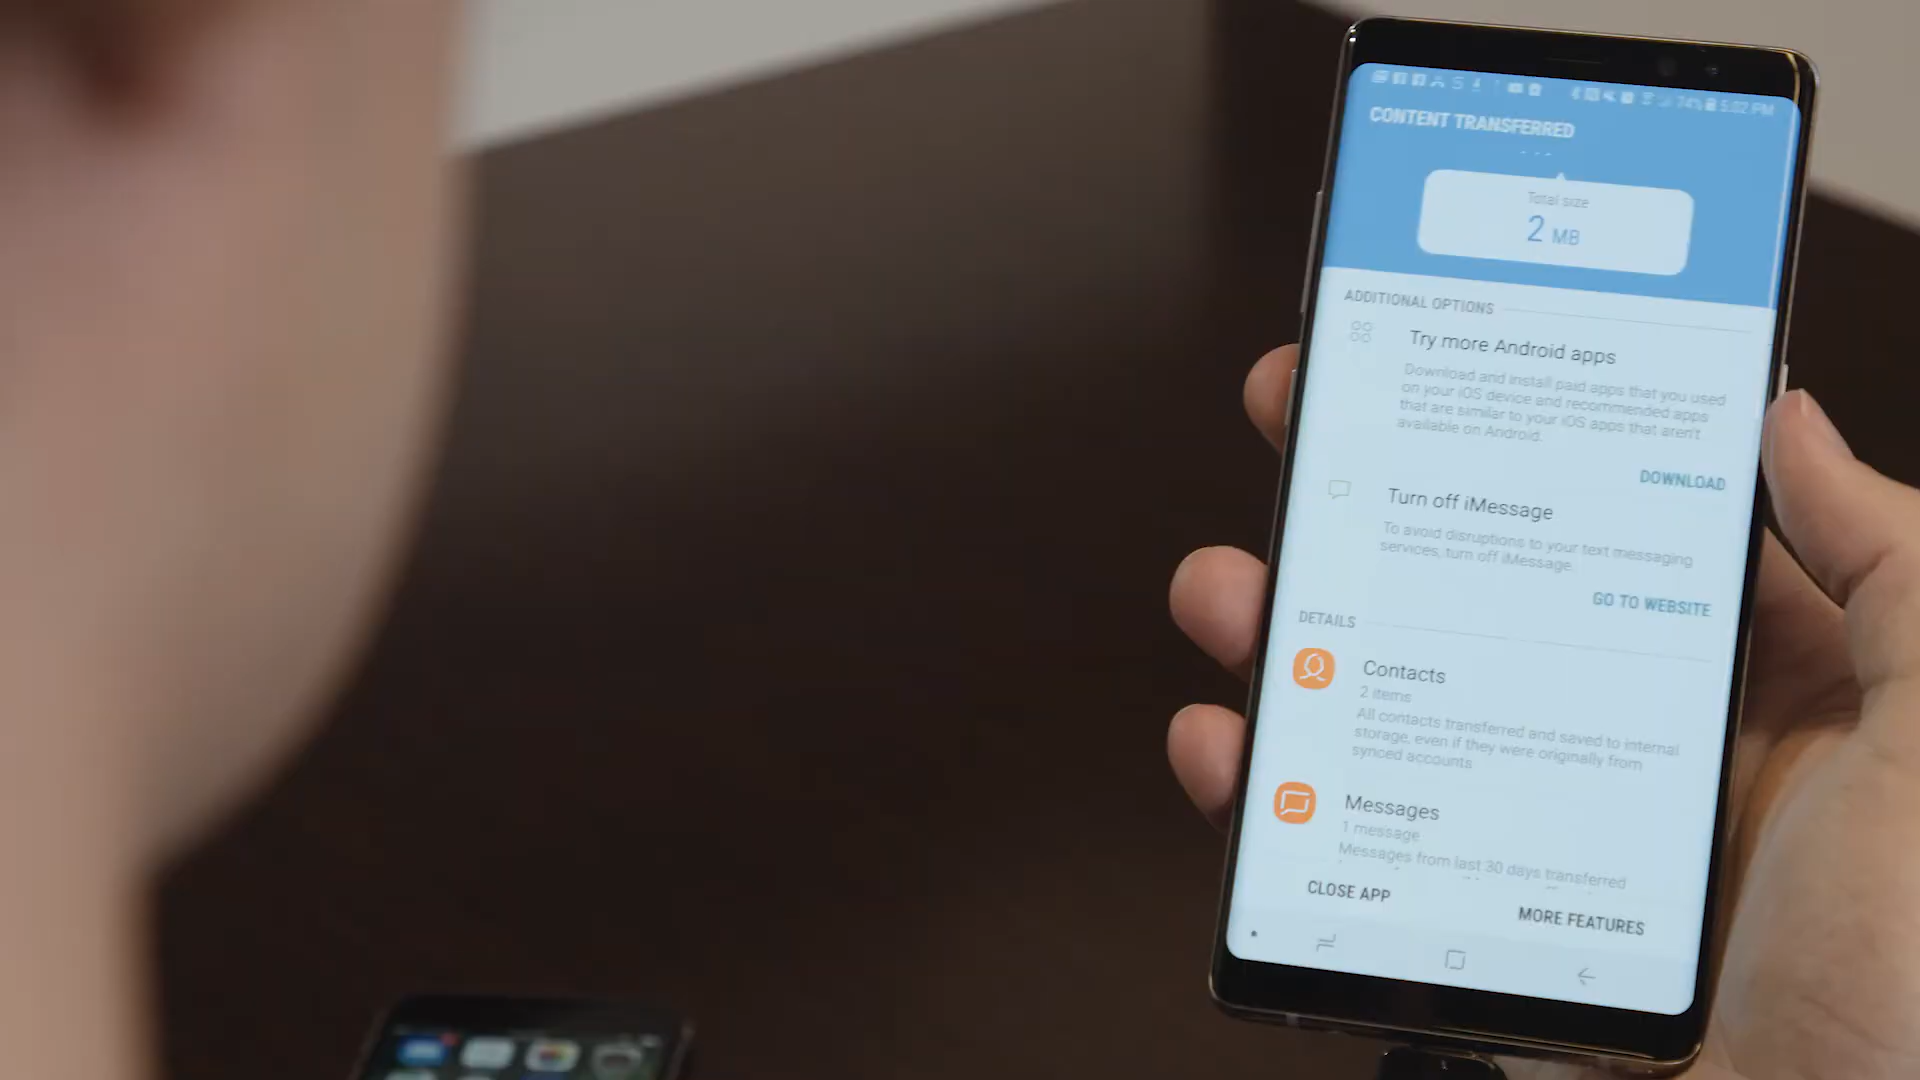 74% 5:02 PM
CONTENT TRANSFERRED
Total size
2 MB
ADDITIONAL OPTIONS
Try more Android apps
Download and install paid apps that you used
on your iOS device and recommended apps
that are similar to your iOS apps that aren't
available on Android.
DOWNLOAD
Turn off iMessage
To avoid disruptions to your text messaging
services, turn off iMessage.
GO TO WEBSITE
DETAILS
Contacts
2 items
All contacts transferred and saved to internal
storage, even if they were originally from
synced accounts
Messages
1 message
Messages from last 30 days transferred
CLOSE APP
MORE FEATURES